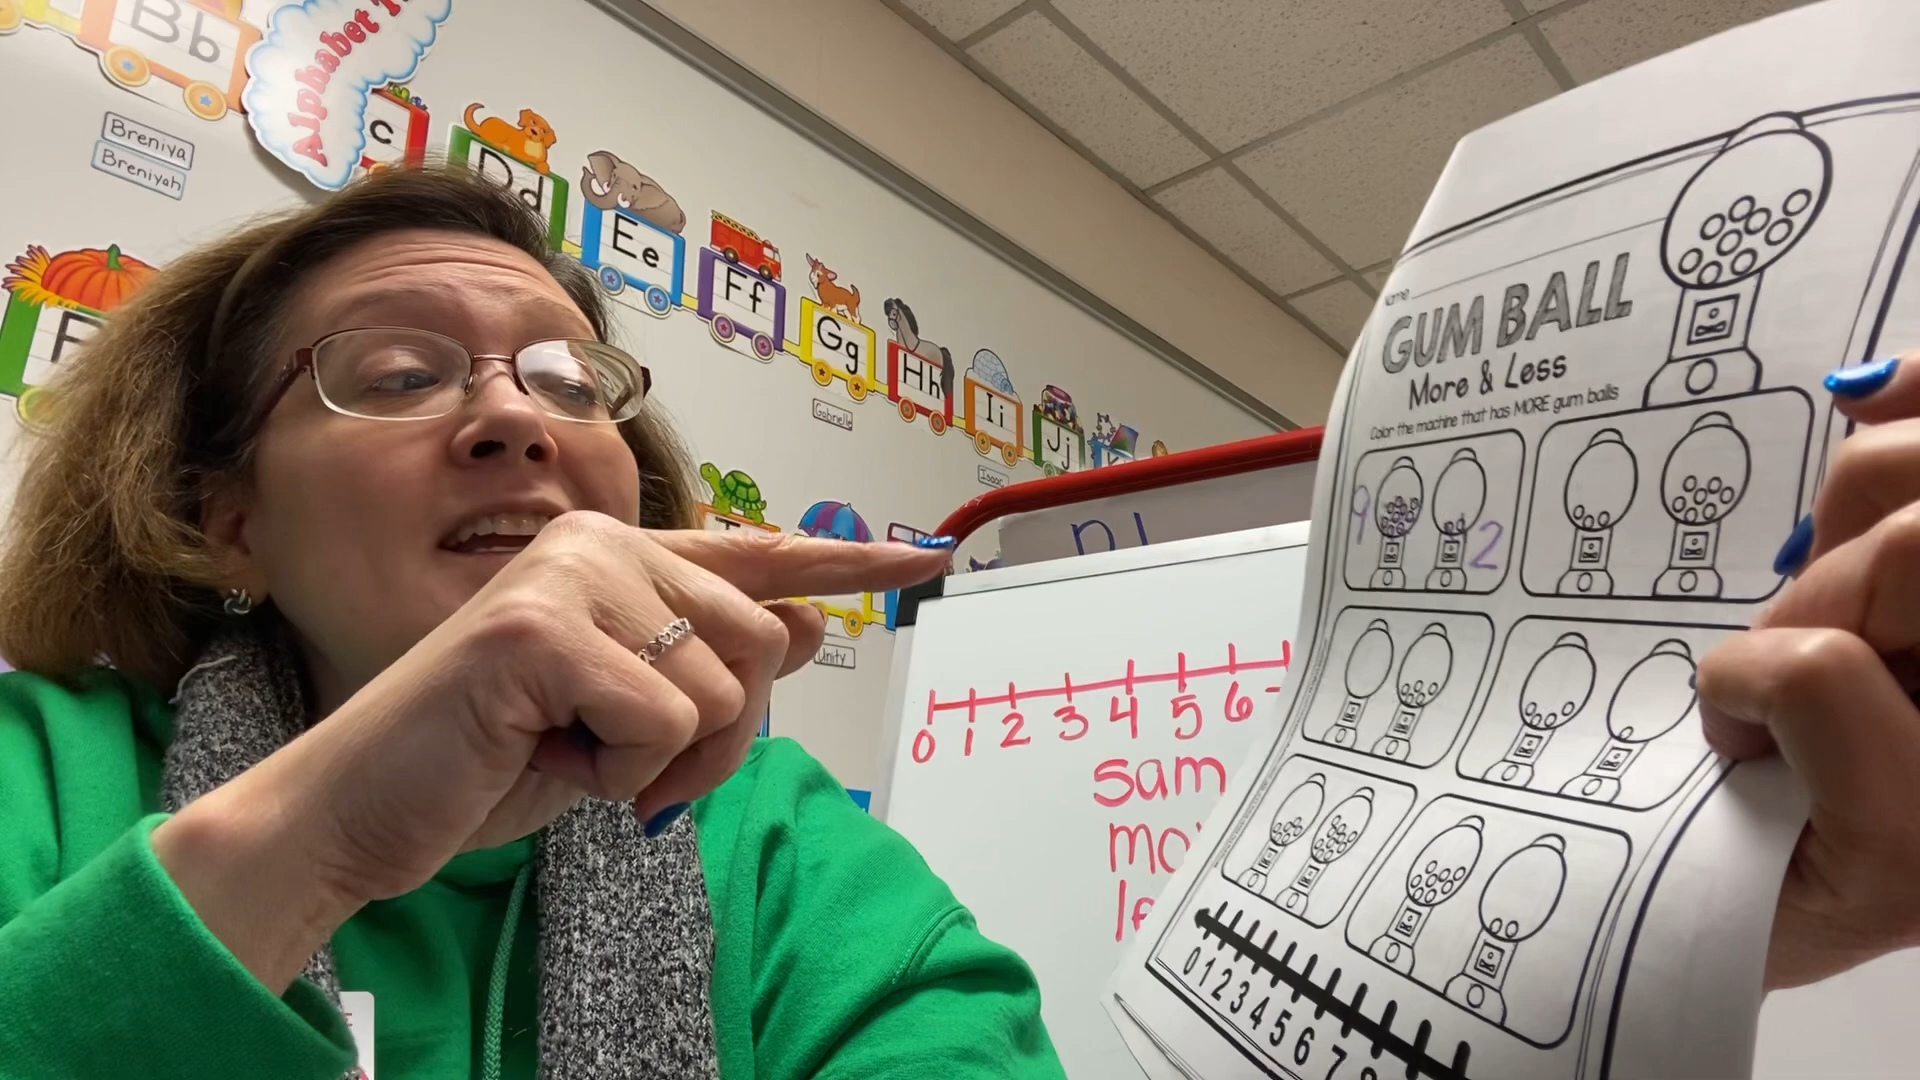 Bb
Alphabet
Breniya
Breniyah
c
Dd
Ee
Ff
Gg
Hh
Ii
Jj
Gabrielle
Isaac
Unity
0 1 2 3 4 5 6
sam
Name
GUM BALL
More & Less
Color the machine that has MORE gum balls
9 2
0 1 2 3 4 5 6 7